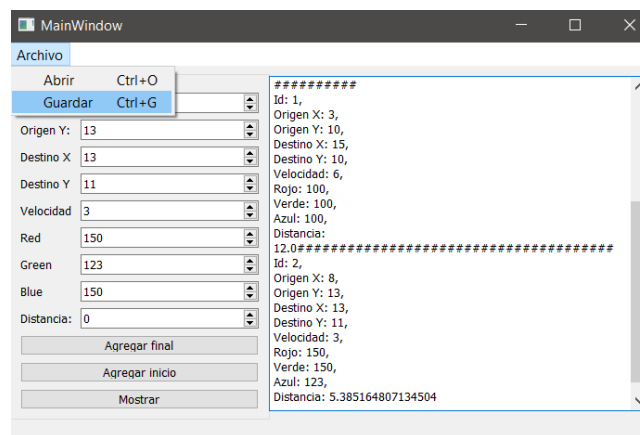 MainWindow
Archivo
Abrir Ctrl+O
Guardar Ctrl+G
Origen Y: 13
Destino X 13
Destino Y 11
Velocidad 3
Red 150
Green 123
Blue 150
Distancia: 0
Agregar final
Agregar inicio
Mostrar
##########
Id: 1,
Origen X: 3,
Origen Y: 10,
Destino X: 15,
Destino Y: 10,
Velocidad: 6,
Rojo: 100,
Verde: 100,
Azul: 100,
Distancia:
12.0######################################
Id: 2,
Origen X: 8,
Origen Y: 13,
Destino X: 13,
Destino Y: 11,
Velocidad: 3,
Rojo: 150,
Verde: 150,
Azul: 123,
Distancia: 5.385164807134504